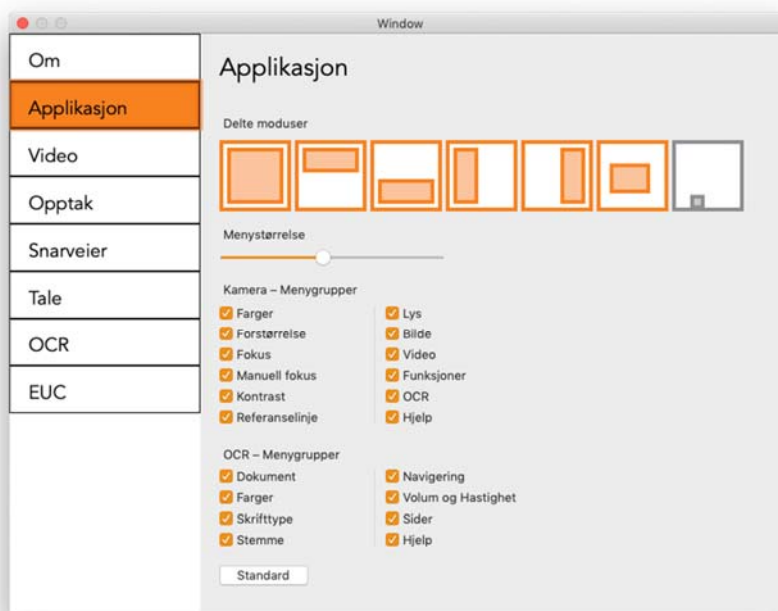 Window
Om
Applikasjon
Video
Opptak
Snarveier
Tale
OCR
EUC
Applikasjon
Delte moduser
Menystørrelse
Kamera – Menygrupper
Farger
Forstørrelse
Fokus
Manuell fokus
Kontrast
Referanselinje
Lys
Bilde
Video
Funksjoner
OCR
Hjelp
OCR – Menygrupper
Dokument
Farger
Skrifttype
Stemme
Navigering
Volum og Hastighet
Sider
Hjelp
Standard